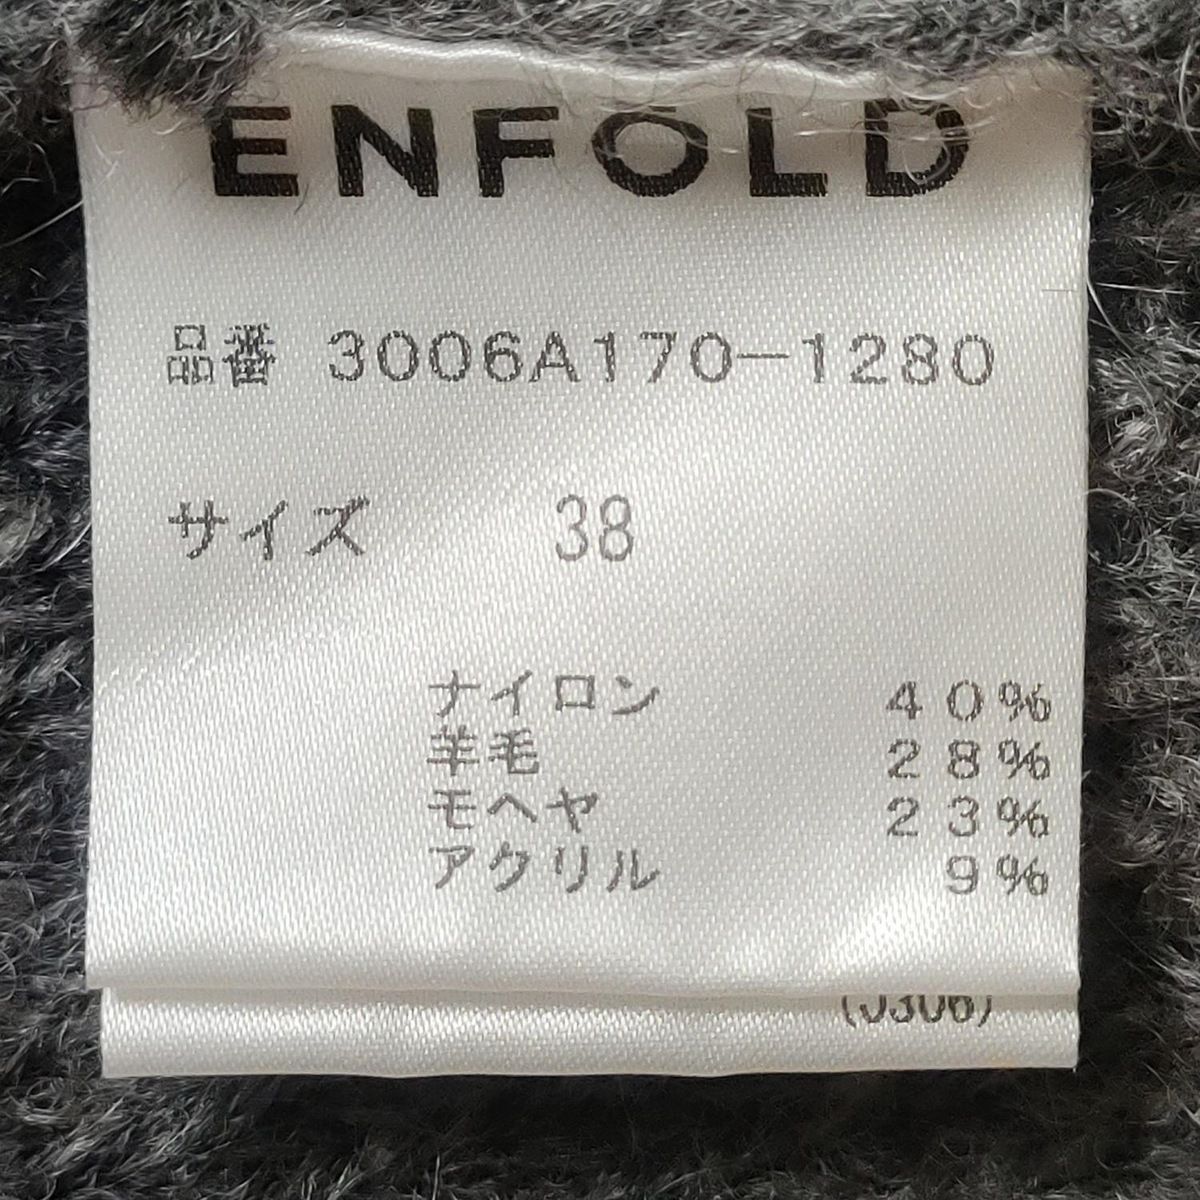 ENFOLD
品番 3006A170-1280
サイズ 38
ナイロン 40%
羊毛 28%
モヘヤ 23%
アクリル 9%